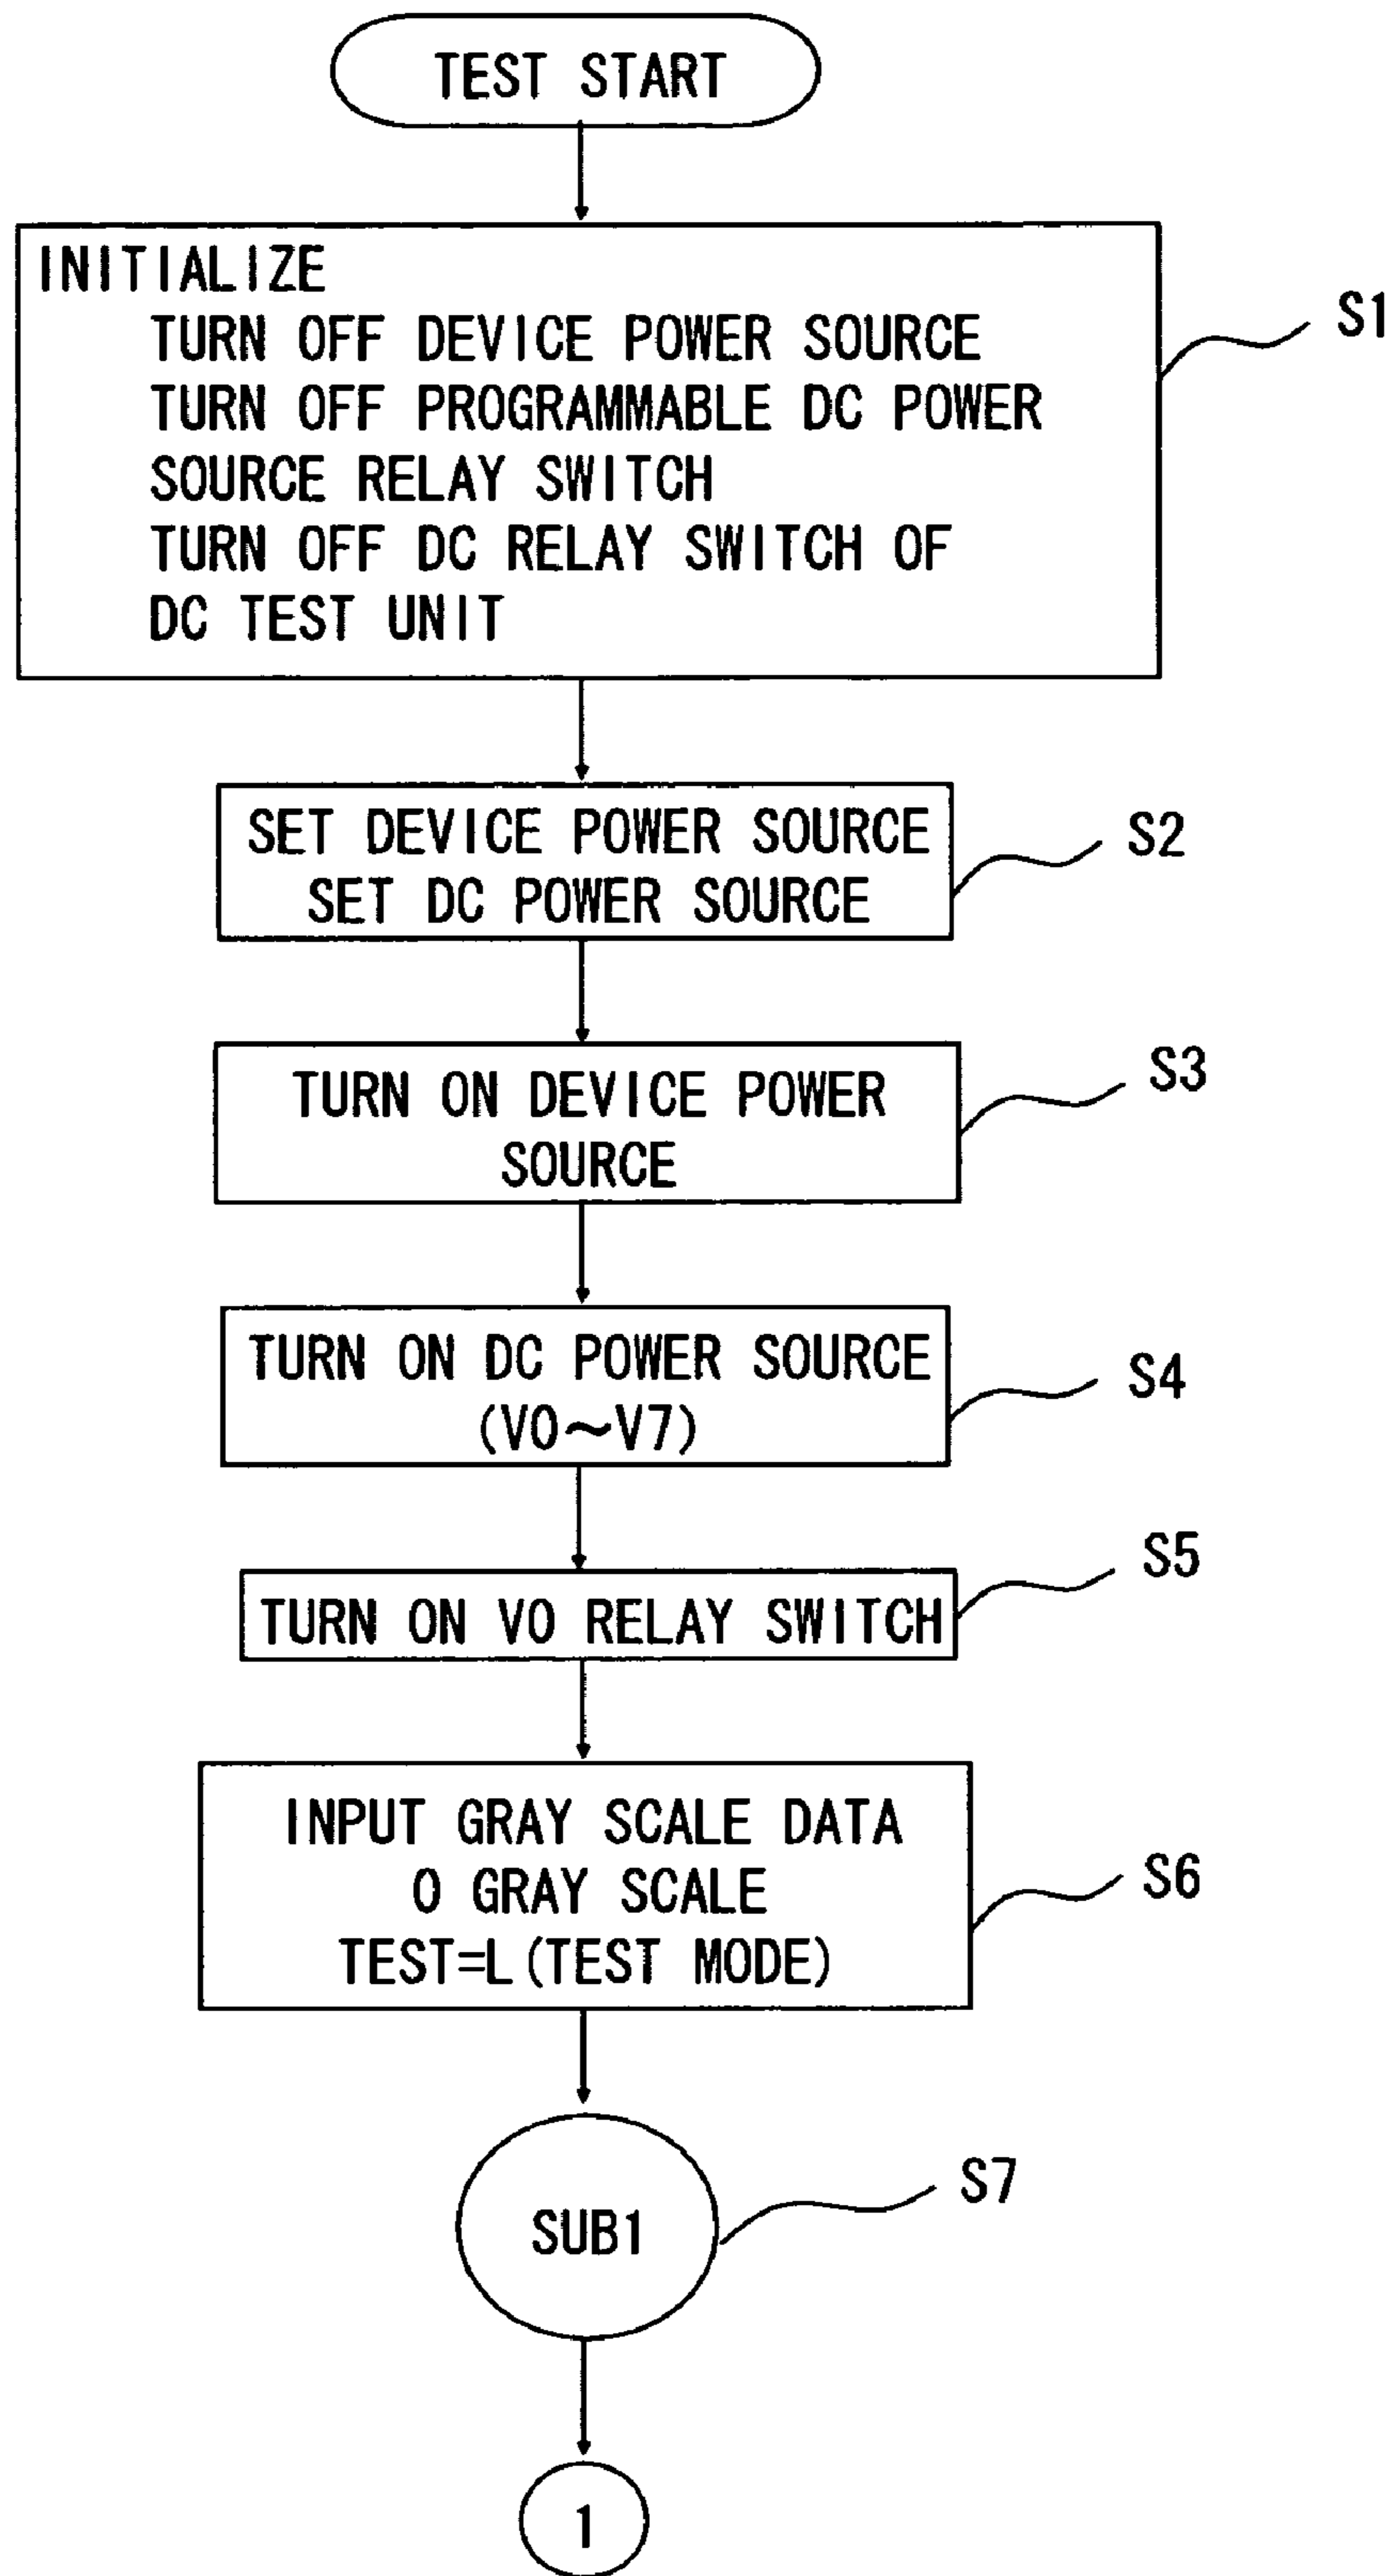 TEST START
INITIALIZE
TURN OFF DEVICE POWER SOURCE
TURN OFF PROGRAMMABLE DC POWER
SOURCE RELAY SWITCH
TURN OFF DC RELAY SWITCH OF
DC TEST UNIT
S1
SET DEVICE POWER SOURCE
SET DC POWER SOURCE
S2
TURN ON DEVICE POWER
SOURCE
S3
TURN ON DC POWER SOURCE
(V0～V7)
S4
TURN ON V0 RELAY SWITCH
S5
INPUT GRAY SCALE DATA
0 GRAY SCALE
TEST=L(TEST MODE)
S6
SUB1
S7
1